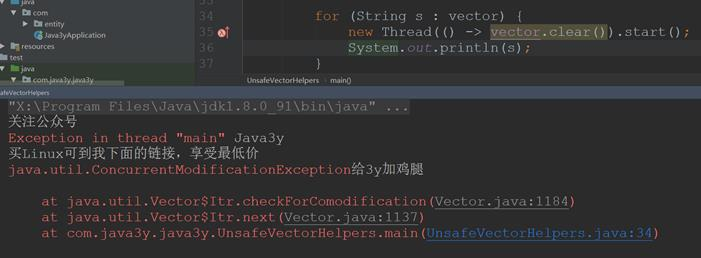 java
com
entity
Java3yApplication
resources
test
java
com.java3y.java3y
34 for (String s : vector) {
35 new Thread(() -> vector.clear()).start();
36 System.out.println(s);
37 }
UnsafeVectorHelpers main()
safeVectorHelpers
"X:\Program Files\Java\jdk1.8.0_91\bin\java" ...
关注公众号
Exception in thread "main" Java3y
买Linux可到我下面的链接，享受最低价
java.util.ConcurrentModificationException给3y加鸡腿
at java.util.Vector$Itr.checkForComodification(Vector.java:1184)
at java.util.Vector$Itr.next(Vector.java:1137)
at com.java3y.java3y.UnsafeVectorHelpers.main(UnsafeVectorHelpers.java:34)